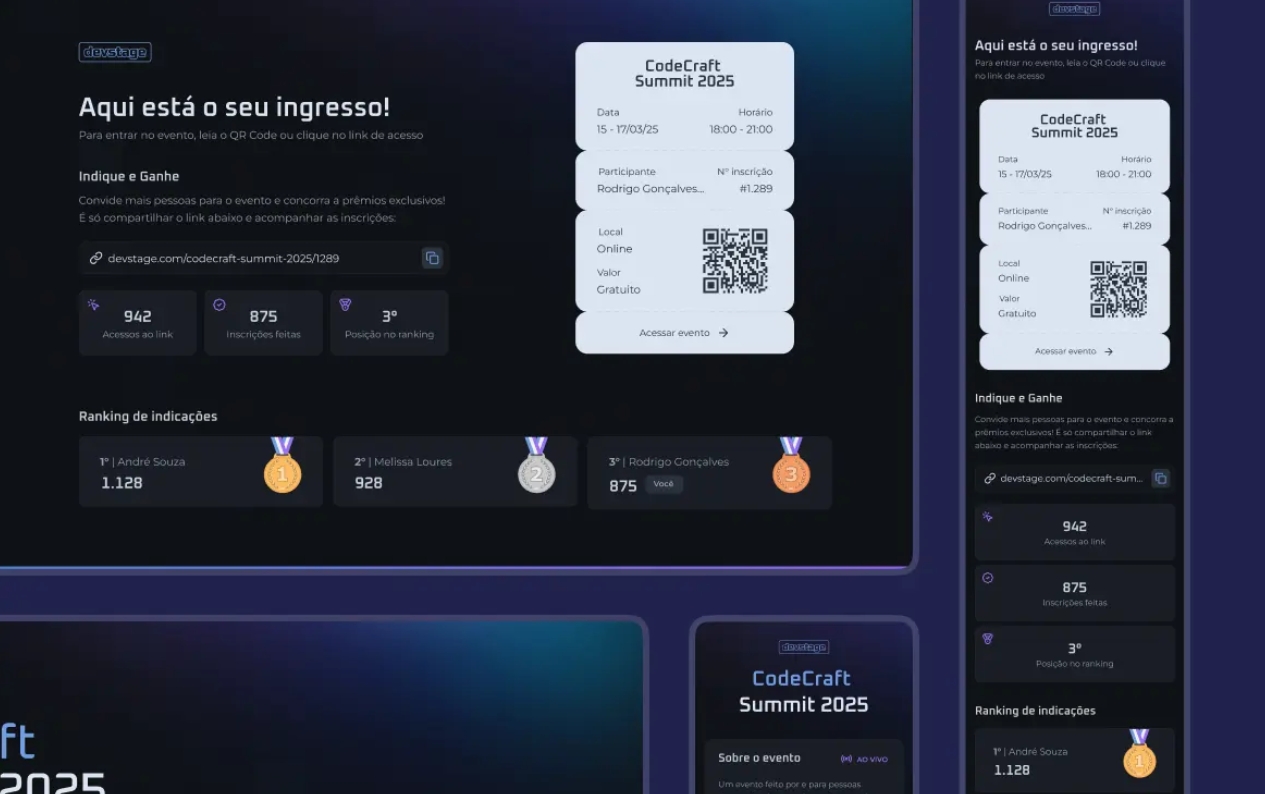 devstage
Aqui está o seu ingresso!
Para entrar no evento, leia o QR Code ou clique no link de acesso
Indique e Ganhe
Convide mais pessoas para o evento e concorra a prêmios exclusivos!
É só compartilhar o link abaixo e acompanhar as inscrições:
devstage.com/codecraft-summit-2025/1289
942
Acessos ao link
875
Inscrições feitas
3º
Posição no ranking
CodeCraft
Summit 2025
Data
Horário
15 - 17/03/25
18:00 - 21:00
Participante
Nº inscrição
Rodrigo Gonçalves...
#1.289
Local
Online
Valor
Gratuito
Acessar evento
Ranking de indicações
1º | André Souza
1.128
1
2º | Melissa Loures
928
2
3º | Rodrigo Gonçalves
875 Você
3
devstage
Aqui está o seu ingresso!
Para entrar no evento, leia o QR Code ou clique
no link de acesso
CodeCraft
Summit 2025
Data
Horário
15 - 17/03/25
18:00 - 21:00
Participante
Nº inscrição
Rodrigo Gonçalves...
#1.289
Local
Online
Valor
Gratuito
Acessar evento
Indique e Ganhe
Convide mais pessoas para o evento e concorra a
prêmios exclusivos! É só compartilhar o link
abaixo e acompanhar as inscrições:
devstage.com/codecraft-sum...
942
Acessos ao link
875
Inscrições feitas
3º
Posição no ranking
Ranking de indicações
1º | André Souza
1.128
1
ft
2025
devstage
CodeCraft
Summit 2025
Sobre o evento
AO VIVO
Um evento feito por e para pessoas